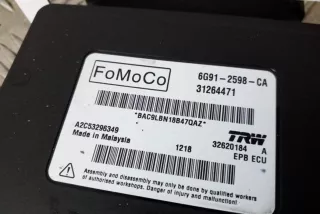 FoMoCo
6G91-2598-CA
31264471
*BAC9LBN18B47QAZ*
A2C53296349
Made in Malaysia
1218
TRW
32620184 A
EPB ECU
Assembly and disassembly may only be done by qualified workers
of authorised workshops. Danger of injury and malfunction!